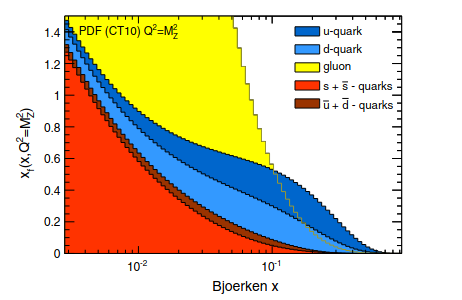 PDF (CT10) Q²=M²_Z
u-quark
d-quark
gluon
s + s̅ - quarks
u̅ + d̅ - quarks
x_f(x,Q²=M²_Z)
1.4
1.2
1
0.8
0.6
0.4
0.2
0
10⁻² 10⁻¹
Bjoerken x